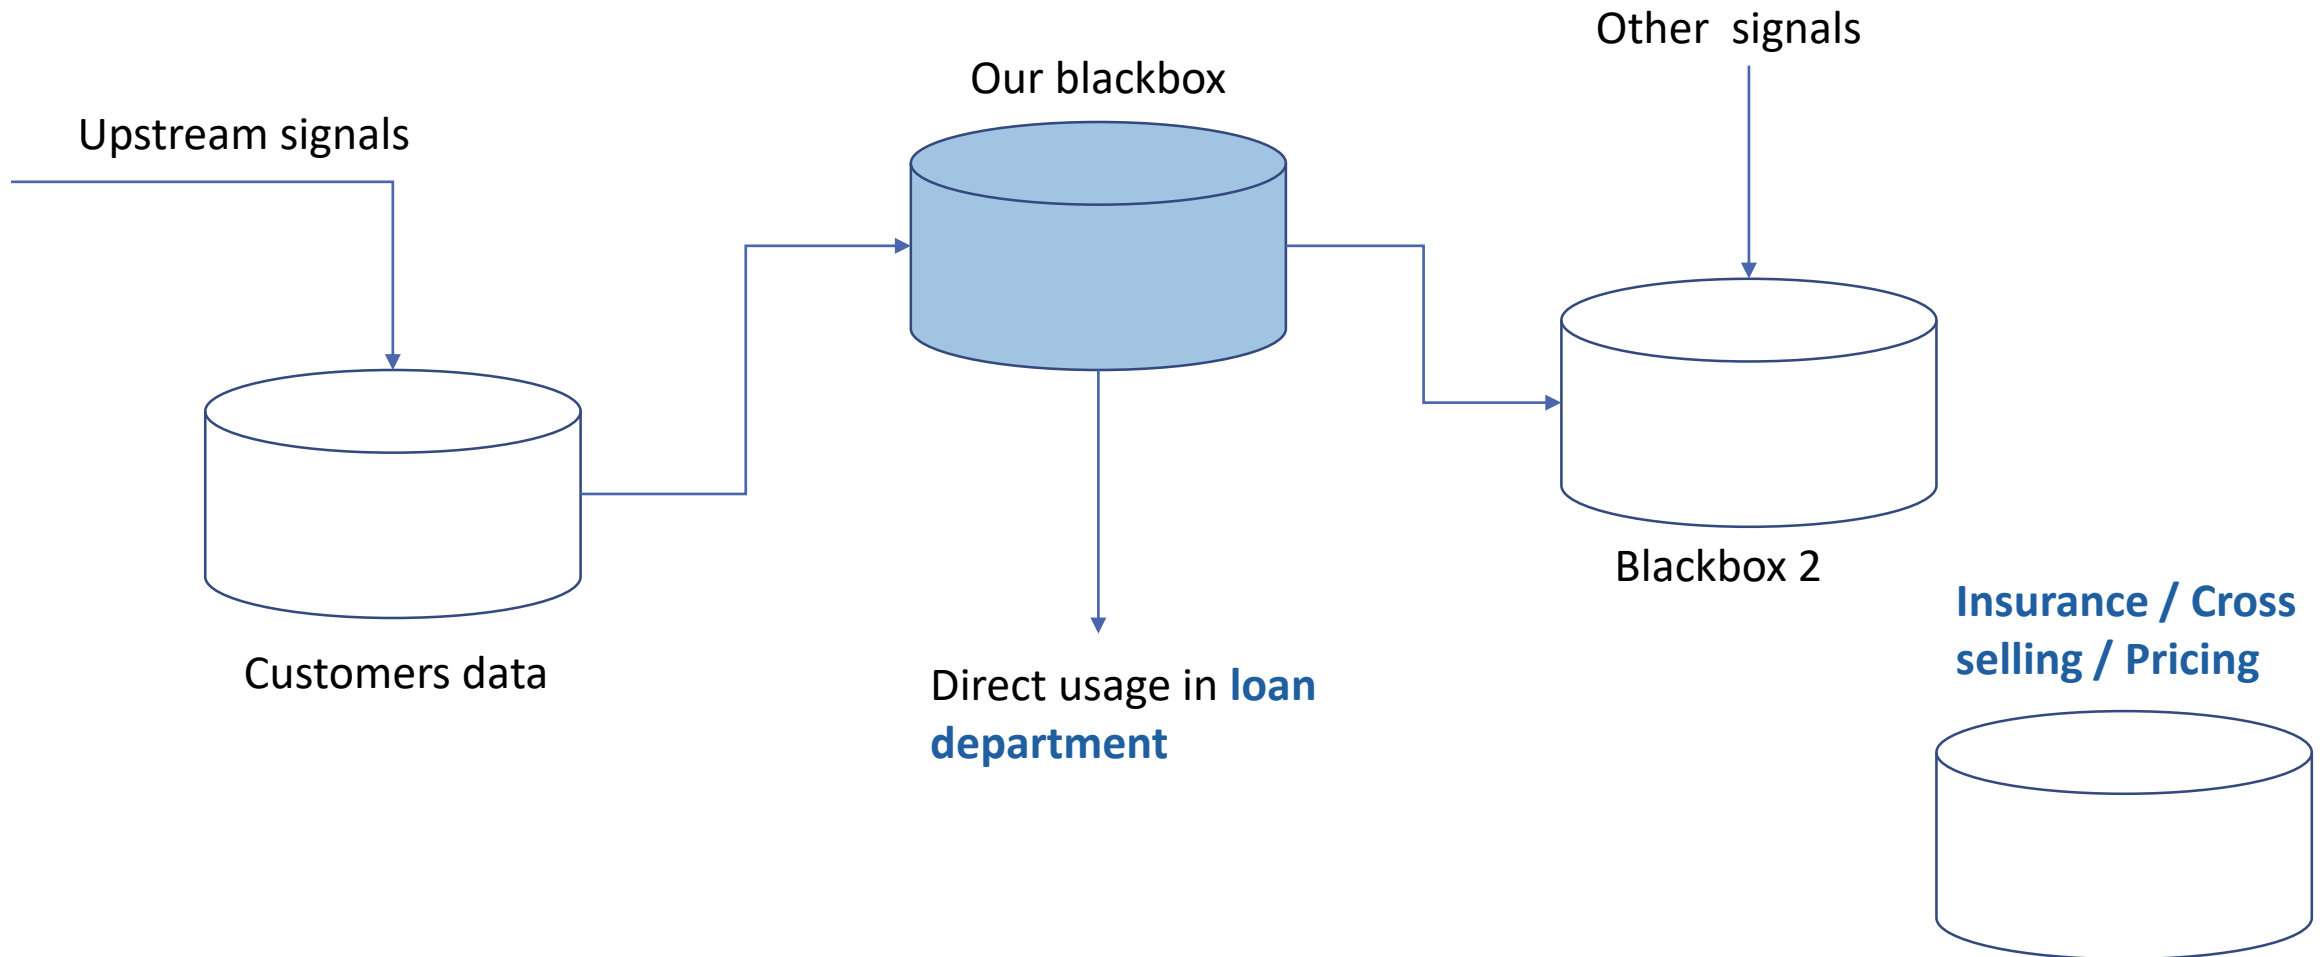 Other  signals
Our blackbox
Upstream signals
Blackbox 2
Insurance / Cross
selling / Pricing
Customers data
Direct usage in loan
department